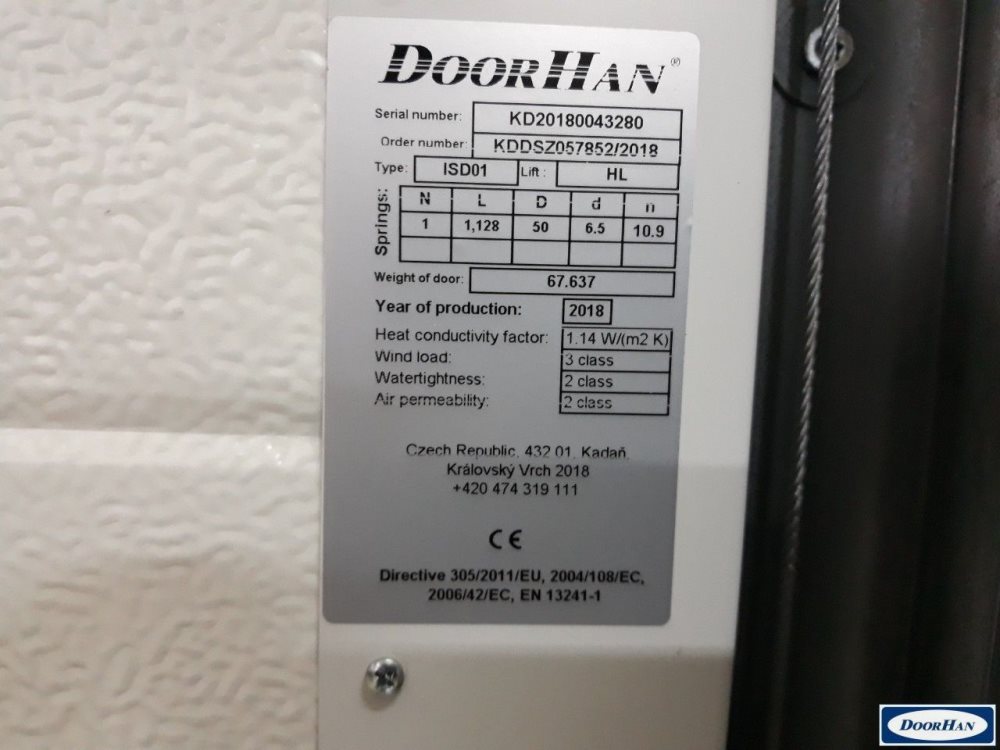 DOORHAN®
Serial number: KD20180043280
Order number: KDDSZ057852/2018
Type: ISD01 Lift: HL
Springs:
N L D d n
1 1,128 50 6.5 10.9
Weight of door: 67.637
Year of production: 2018
Heat conductivity factor: 1.14 W/(m2 K)
Wind load: 3 class
Watertightness: 2 class
Air permeability: 2 class
Czech Republic, 432 01, Kadaň,
Královský Vrch 2018
+420 474 319 111
CE
Directive 305/2011/EU, 2004/108/EC,
2006/42/EC, EN 13241-1
DOORHAN